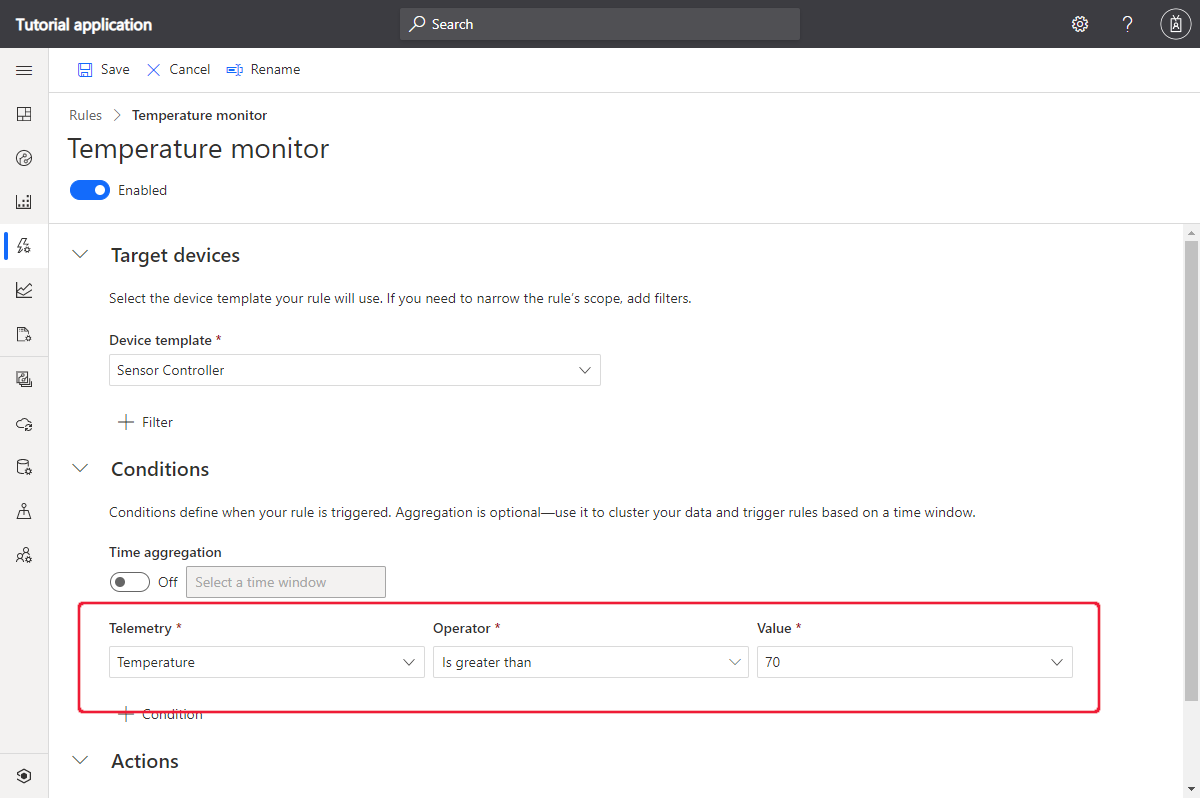 Tutorial application
Search
?
Save Cancel Rename
Rules > Temperature monitor
Temperature monitor
Enabled
Target devices
Select the device template your rule will use. If you need to narrow the rule's scope, add filters.
Device template *
Sensor Controller
+ Filter
Conditions
Conditions define when your rule is triggered. Aggregation is optional—use it to cluster your data and trigger rules based on a time window.
Time aggregation
Off Select a time window
Telemetry * Operator * Value *
Temperature Is greater than 70
+ Condition
Actions